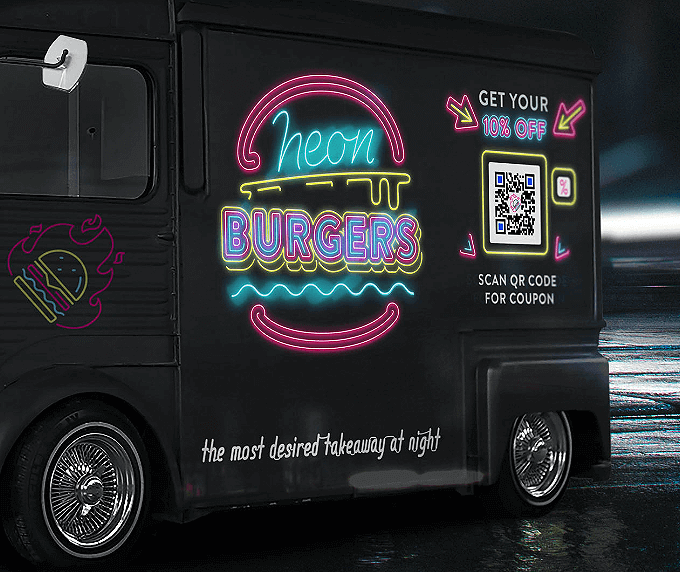 neon
BURGERS
the most desired takeaway at night
GET YOUR
10% OFF
%
SCAN QR CODE
FOR COUPON